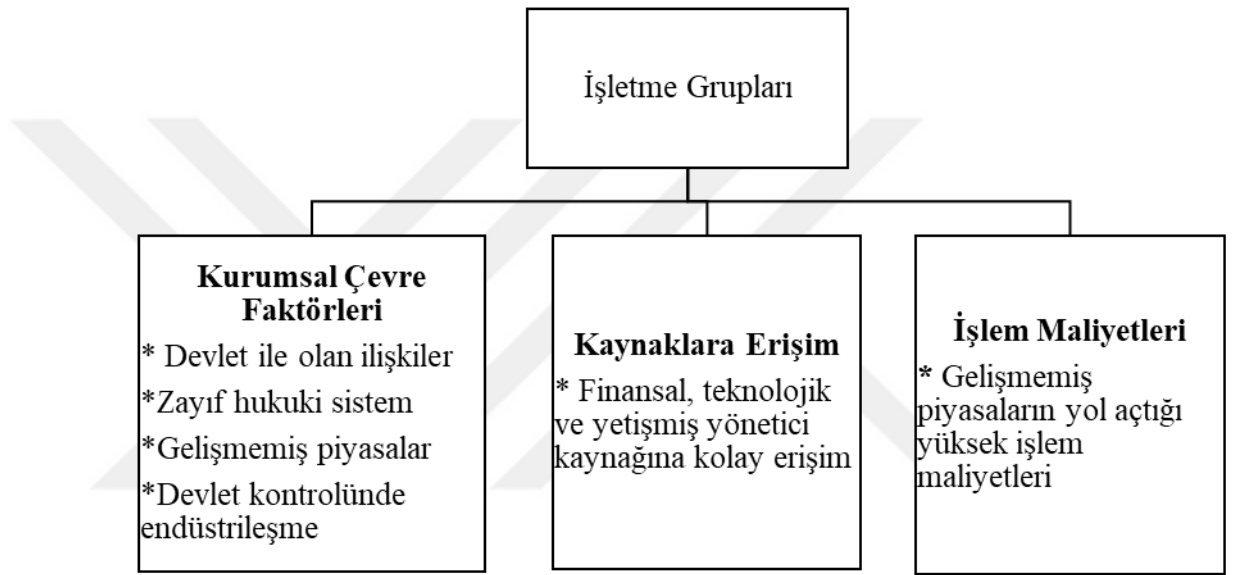 İşletme Grupları
Kurumsal Çevre
Faktörleri
* Devlet ile olan ilişkiler
*Zayıf hukuki sistem
*Gelişmemiş piyasalar
*Devlet kontrolünde
endüstrileşme
Kaynaklara Erişim
* Finansal, teknolojik
ve yetişmiş yönetici
kaynağına kolay erişim
İşlem Maliyetleri
* Gelişmemiş
piyasaların yol açtığı
yüksek işlem
maliyetleri